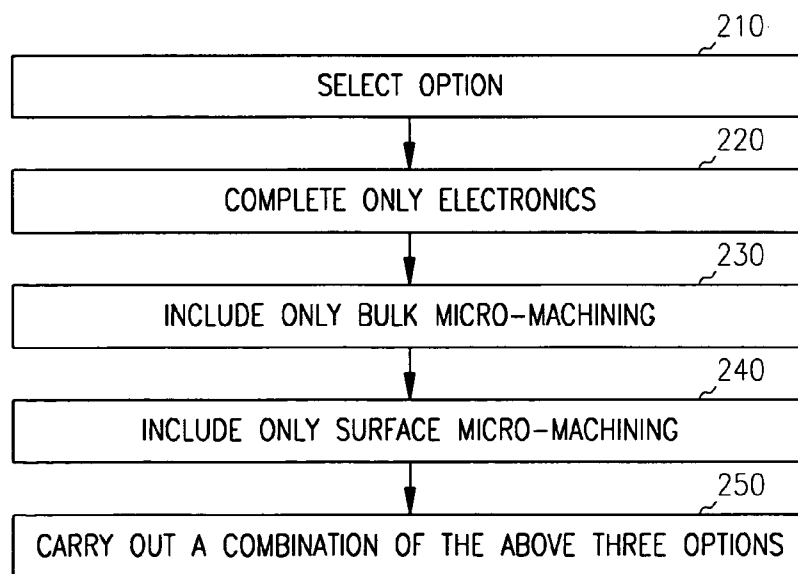 210
SELECT OPTION
220
COMPLETE ONLY ELECTRONICS
230
INCLUDE ONLY BULK MICRO-MACHINING
240
INCLUDE ONLY SURFACE MICRO-MACHINING
250
CARRY OUT A COMBINATION OF THE ABOVE THREE OPTIONS